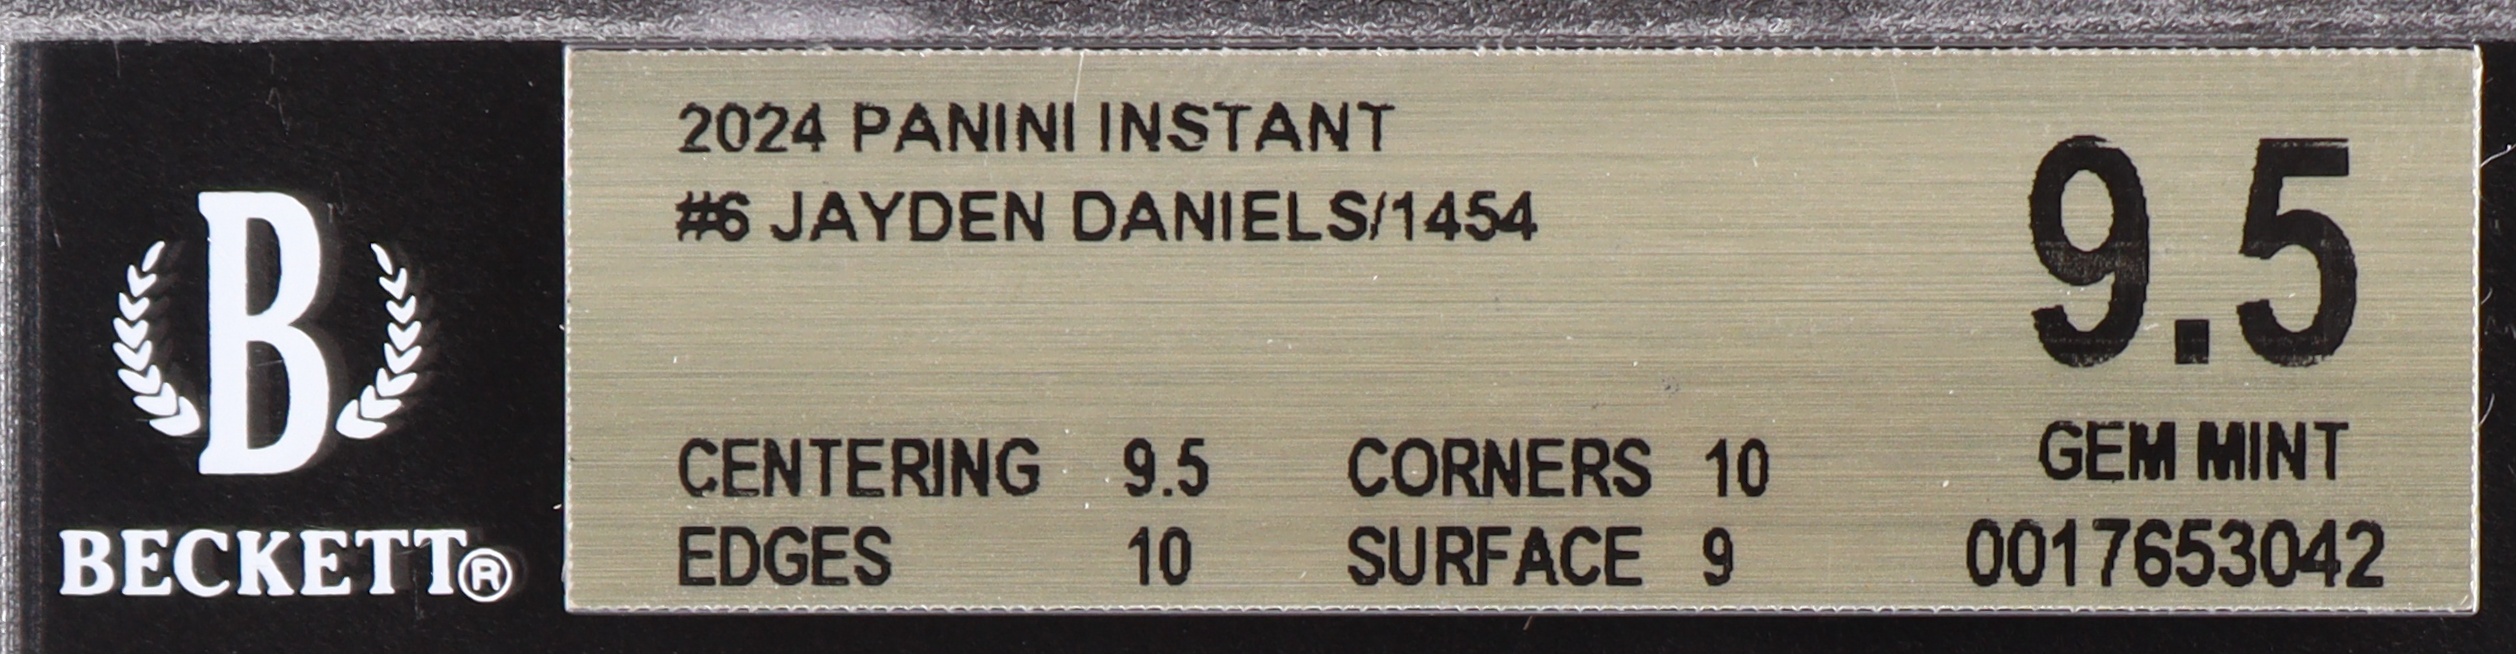 B
BECKETT®
2024 PANINI INSTANT
#6 JAYDEN DANIELS/1454
9.5
GEM MINT
CENTERING 9.5 CORNERS 10
EDGES 10 SURFACE 9
0017653042